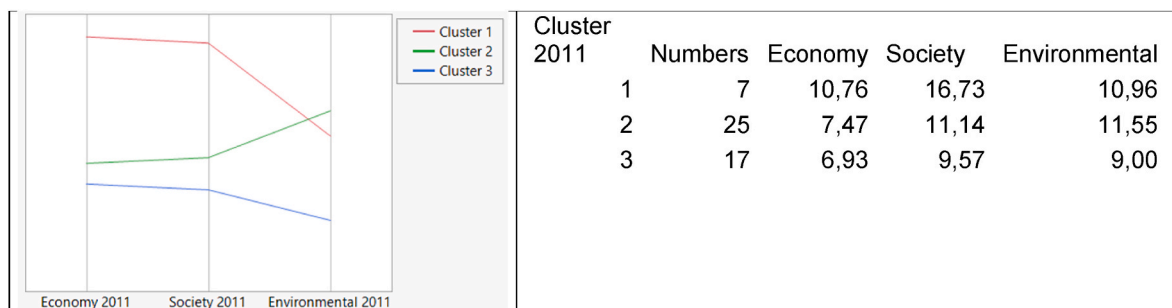 Cluster 1
Cluster 2
Cluster 3
Economy 2011 Society 2011 Environmental 2011
Cluster
2011 Numbers Economy Society Environmental
1 7 10,76 16,73 10,96
2 25 7,47 11,14 11,55
3 17 6,93 9,57 9,00